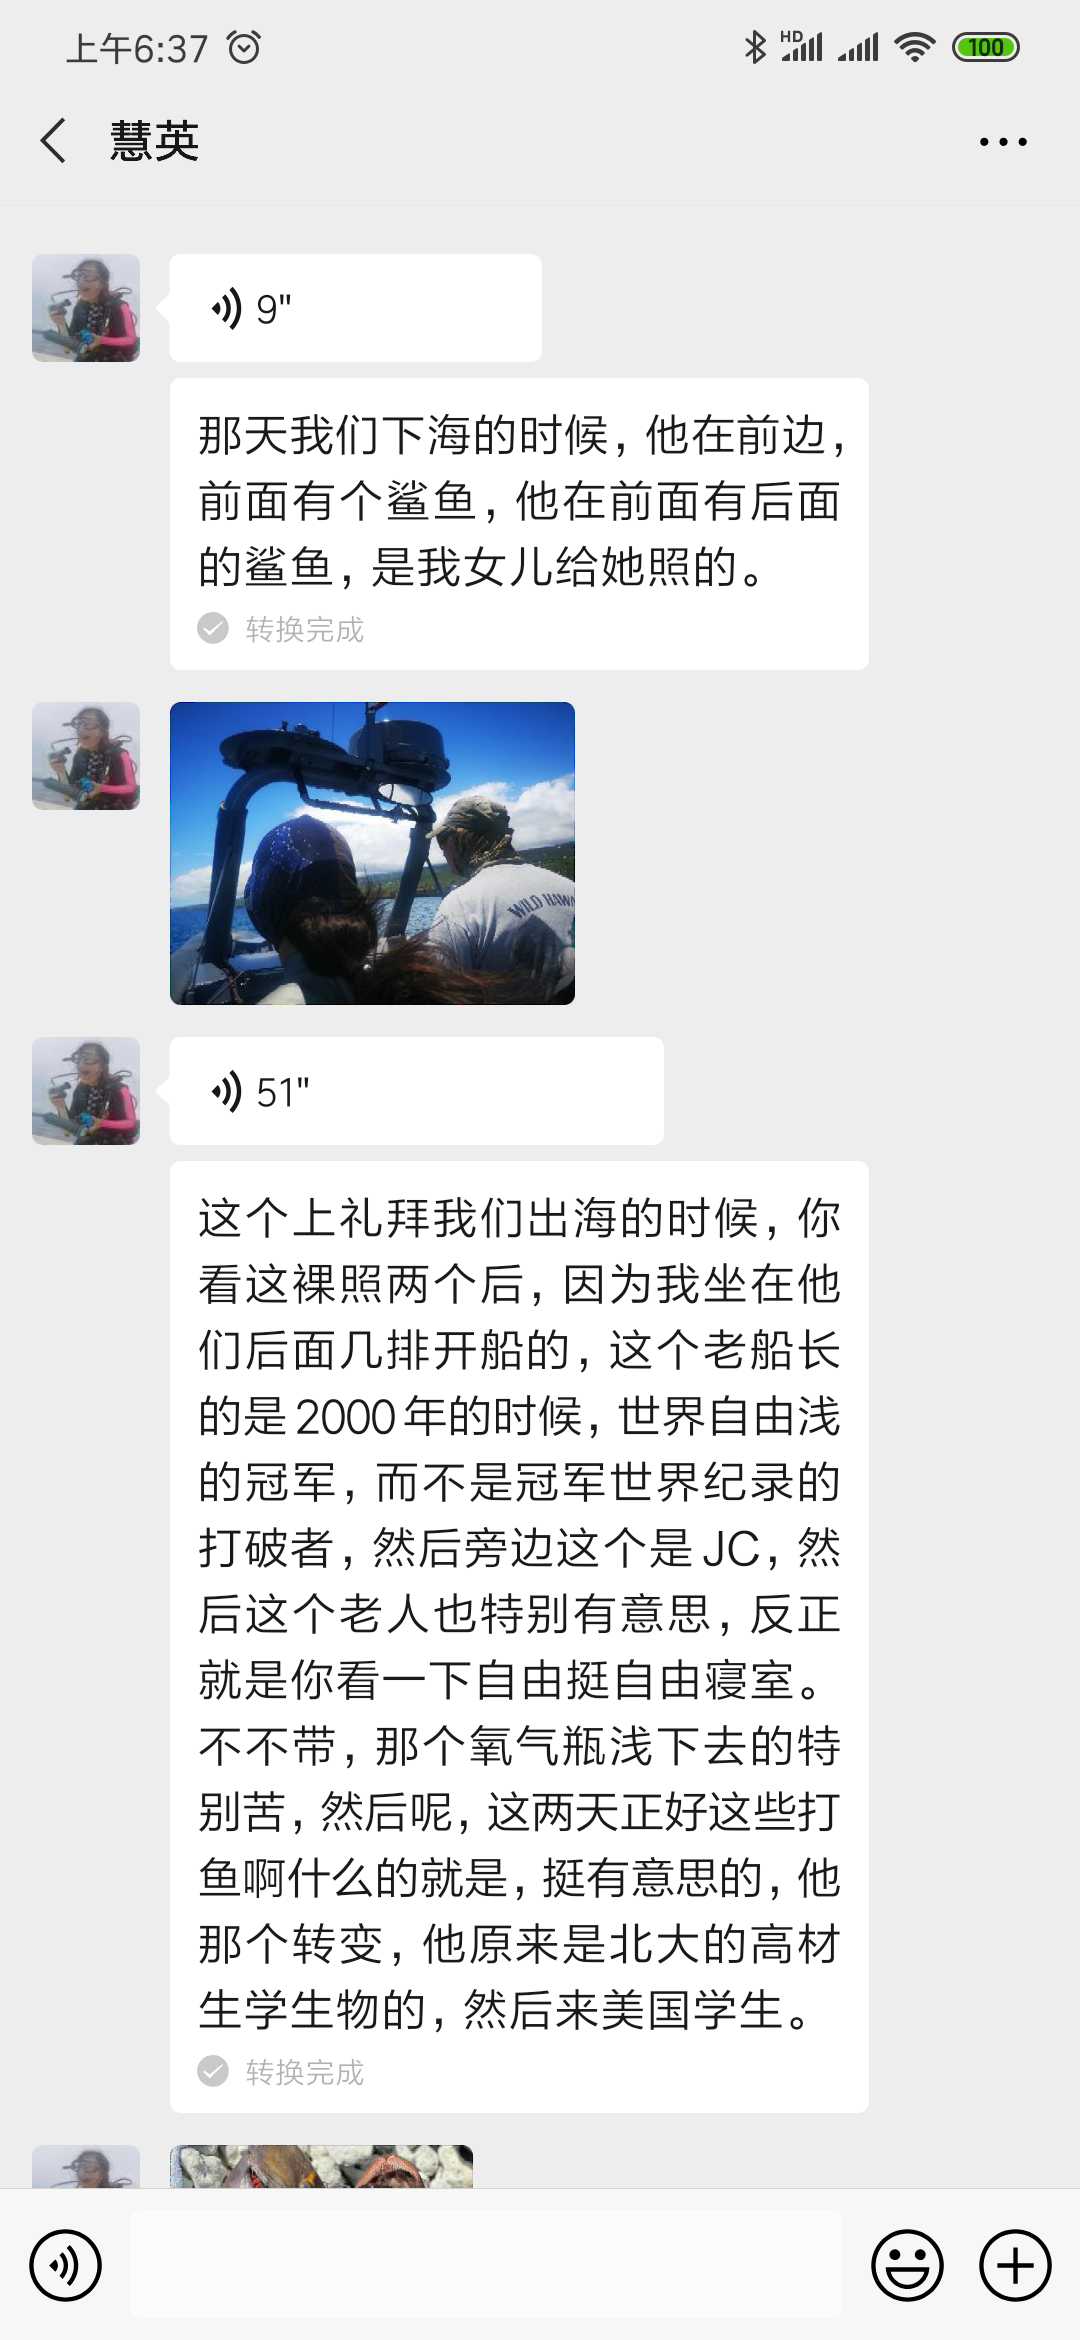 上午6:37
HD
100
慧英
9"
那天我们下海的时候，他在前边，
前面有个鲨鱼，他在前面有后面
的鲨鱼，是我女儿给她照的。
转换完成
WILD HAWA
51"
这个上礼拜我们出海的时候，你
看这裸照两个后，因为我坐在他
们后面几排开船的，这个老船长
的是2000年的时候，世界自由浅
的冠军，而不是冠军世界纪录的
打破者，然后旁边这个是JC，然
后这个老人也特别有意思，反正
就是你看一下自由挺自由寝室。
不不带，那个氧气瓶浅下去的特
别苦，然后呢，这两天正好这些打
鱼啊什么的就是，挺有意思的，他
那个转变，他原来是北大的高材
生学生物的，然后来美国学生。
转换完成